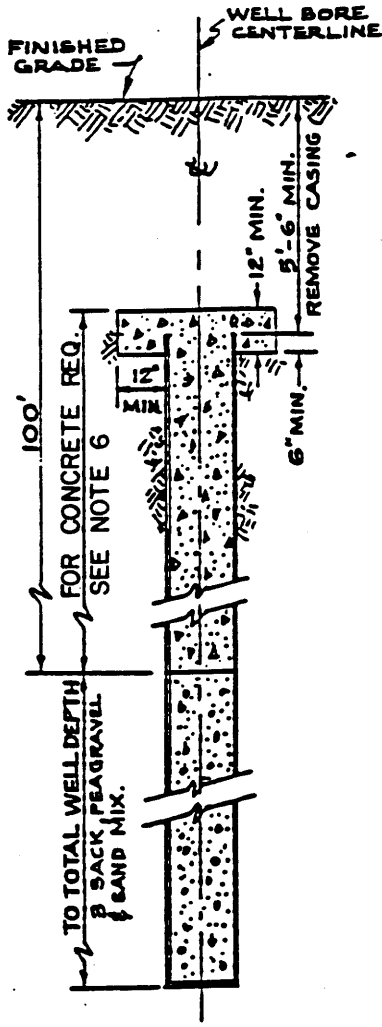 WELL BORE
CENTERLINE
FINISHED
GRADE
℄
12" MIN.
5'-6" MIN.
REMOVE CASING
12"
MIN
6" MIN.
100'
FOR CONCRETE REQ.
SEE NOTE 6
TO TOTAL WELL DEPTH
8 SACK, PEAGRAVEL
& SAND MIX.